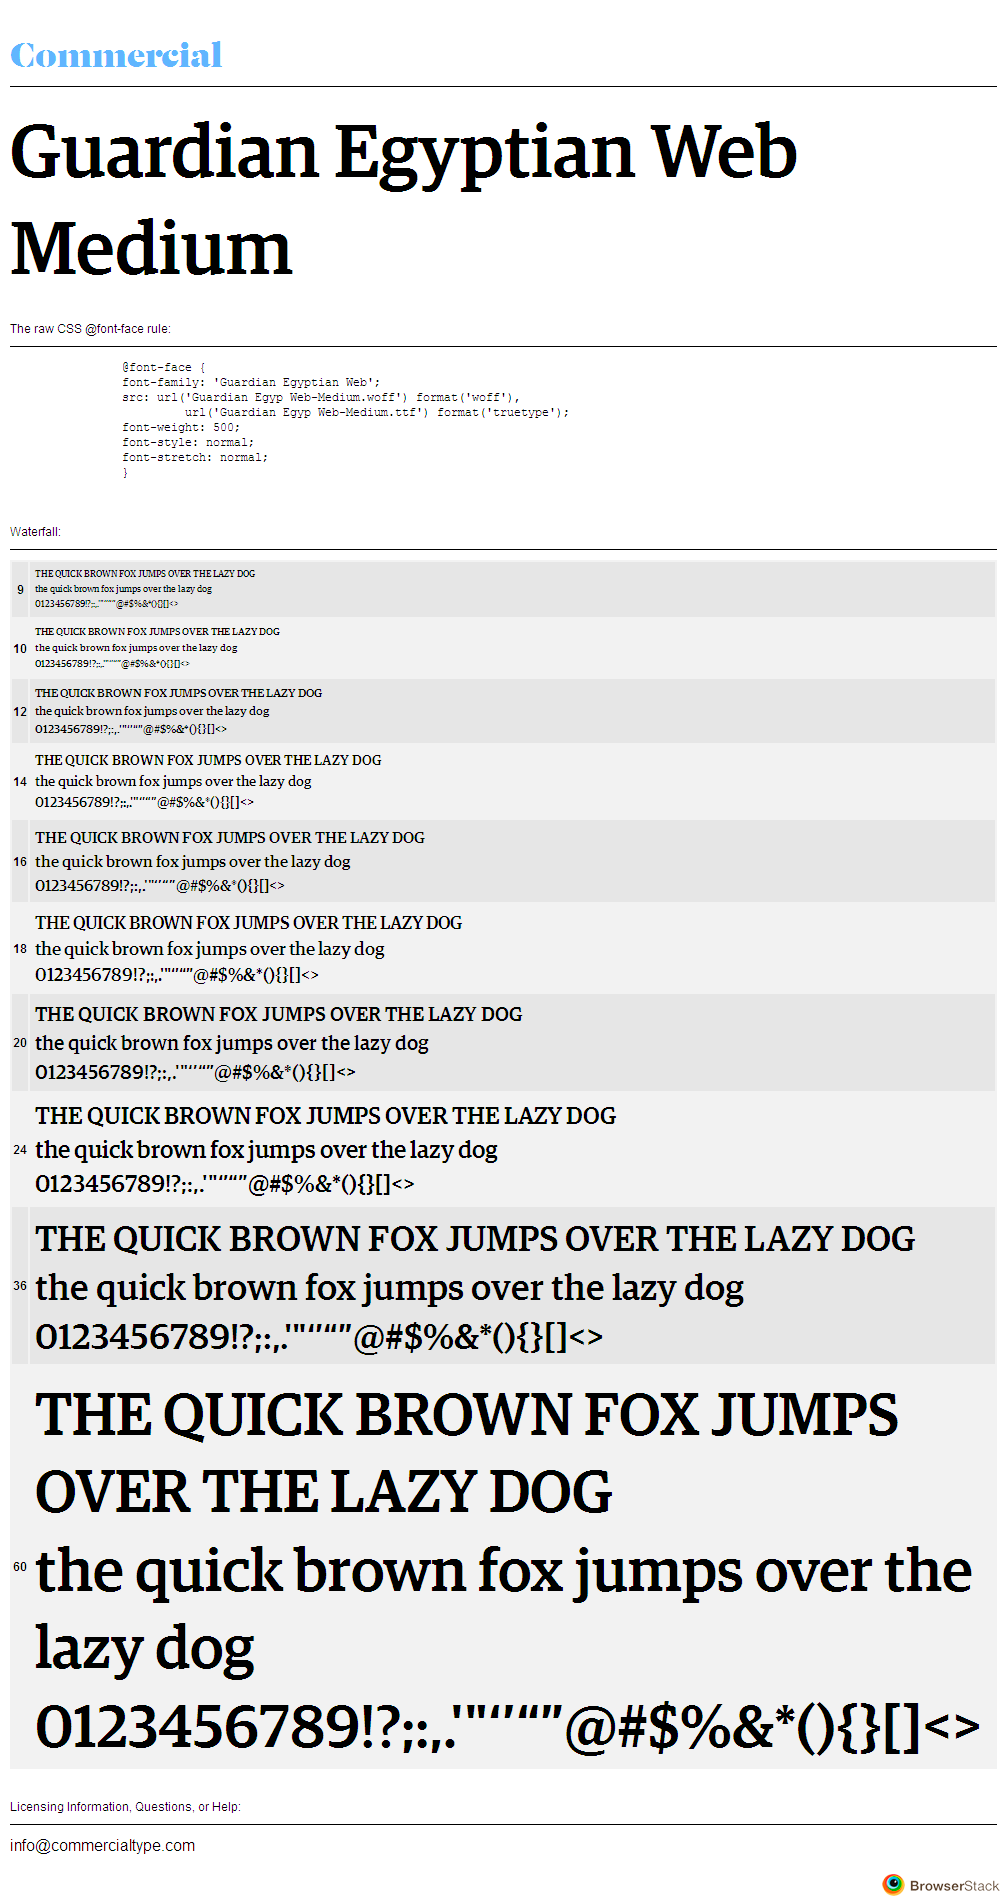 Commercial
Guardian Egyptian Web
Medium
The raw CSS @font-face rule:
@font-face {
font-family: 'Guardian Egyptian Web';
src: url('Guardian Egyp Web-Medium.woff') format('woff'),
url('Guardian Egyp Web-Medium.ttf') format('truetype');
font-weight: 500;
font-style: normal;
font-stretch: normal;
}
Waterfall:
THE QUICK BROWN FOX JUMPS OVER THE LAZY DOG
9 the quick brown fox jumps over the lazy dog
0123456789!?;:,.'"‘’“”@#$%&*(){}[]<>
THE QUICK BROWN FOX JUMPS OVER THE LAZY DOG
10 the quick brown fox jumps over the lazy dog
0123456789!?;:,.'"‘’“”@#$%&*(){}[]<>
THE QUICK BROWN FOX JUMPS OVER THE LAZY DOG
12 the quick brown fox jumps over the lazy dog
0123456789!?;:,.'"‘’“”@#$%&*(){}[]<>
THE QUICK BROWN FOX JUMPS OVER THE LAZY DOG
14 the quick brown fox jumps over the lazy dog
0123456789!?;:,.'"‘’“”@#$%&*(){}[]<>
THE QUICK BROWN FOX JUMPS OVER THE LAZY DOG
16 the quick brown fox jumps over the lazy dog
0123456789!?;:,.'"‘’“”@#$%&*(){}[]<>
THE QUICK BROWN FOX JUMPS OVER THE LAZY DOG
18 the quick brown fox jumps over the lazy dog
0123456789!?;:,.'"‘’“”@#$%&*(){}[]<>
THE QUICK BROWN FOX JUMPS OVER THE LAZY DOG
20 the quick brown fox jumps over the lazy dog
0123456789!?;:,.'"‘’“”@#$%&*(){}[]<>
THE QUICK BROWN FOX JUMPS OVER THE LAZY DOG
24 the quick brown fox jumps over the lazy dog
0123456789!?;:,.'"‘’“”@#$%&*(){}[]<>
THE QUICK BROWN FOX JUMPS OVER THE LAZY DOG
36 the quick brown fox jumps over the lazy dog
0123456789!?;:,.'"‘’“”@#$%&*(){}[]<>
THE QUICK BROWN FOX JUMPS
OVER THE LAZY DOG
60 the quick brown fox jumps over the
lazy dog
0123456789!?;:,.'"‘’“”@#$%&*(){}[]<>
Licensing Information, Questions, or Help:
info@commercialtype.com
BrowserStack